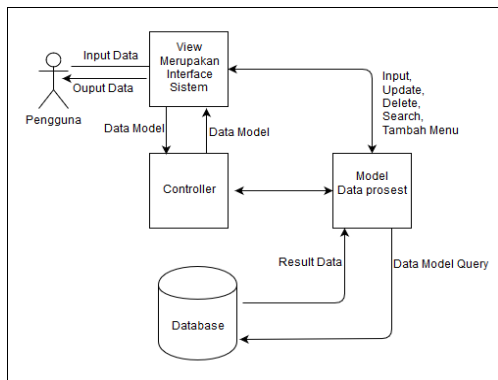 Input Data
Ouput Data
Pengguna
View
Merupakan
Interface
Sistem
Input,
Update,
Delete,
Search,
Tambah Menu
Data Model
Data Model
Controller
Model
Data prosest
Result Data
Data Model Query
Database